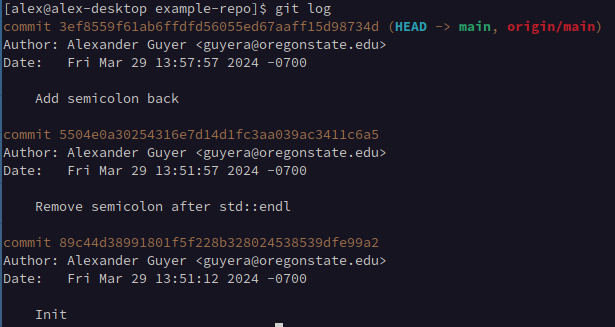 [alex@alex-desktop example-repo]$ git log
commit 3ef8559f61ab6ffdfd56055ed67aaff15d98734d (HEAD -> main, origin/main)
Author: Alexander Guyer <guyera@oregonstate.edu>
Date:   Fri Mar 29 13:57:57 2024 -0700
Add semicolon back
commit 5504e0a30254316e7d14d1fc3aa039ac3411c6a5
Author: Alexander Guyer <guyera@oregonstate.edu>
Date:   Fri Mar 29 13:51:57 2024 -0700
Remove semicolon after std::endl
commit 89c44d38991801f5f228b328024538539dfe99a2
Author: Alexander Guyer <guyera@oregonstate.edu>
Date:   Fri Mar 29 13:51:12 2024 -0700
Init